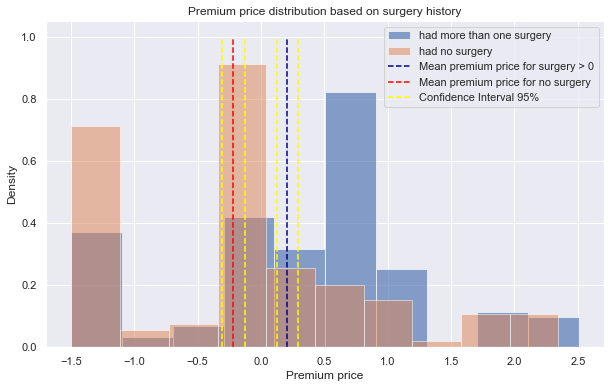 Premium price distribution based on surgery history
had more than one surgery
had no surgery
Mean premium price for surgery > 0
Mean premium price for no surgery
Confidence Interval 95%
Density
1.0
0.8
0.6
0.4
0.2
0.0
−1.5 −1.0 −0.5 0.0 0.5 1.0 1.5 2.0 2.5
Premium price